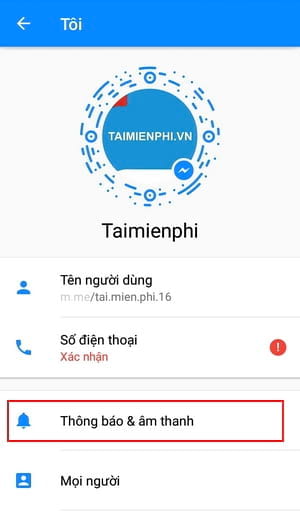 Tôi
TAIMIENPHI.VN
Taimienphi
Tên người dùng
m.me/tai.mien.phi.16
Số điện thoại
Xác nhận
Thông báo & âm thanh
Mọi người